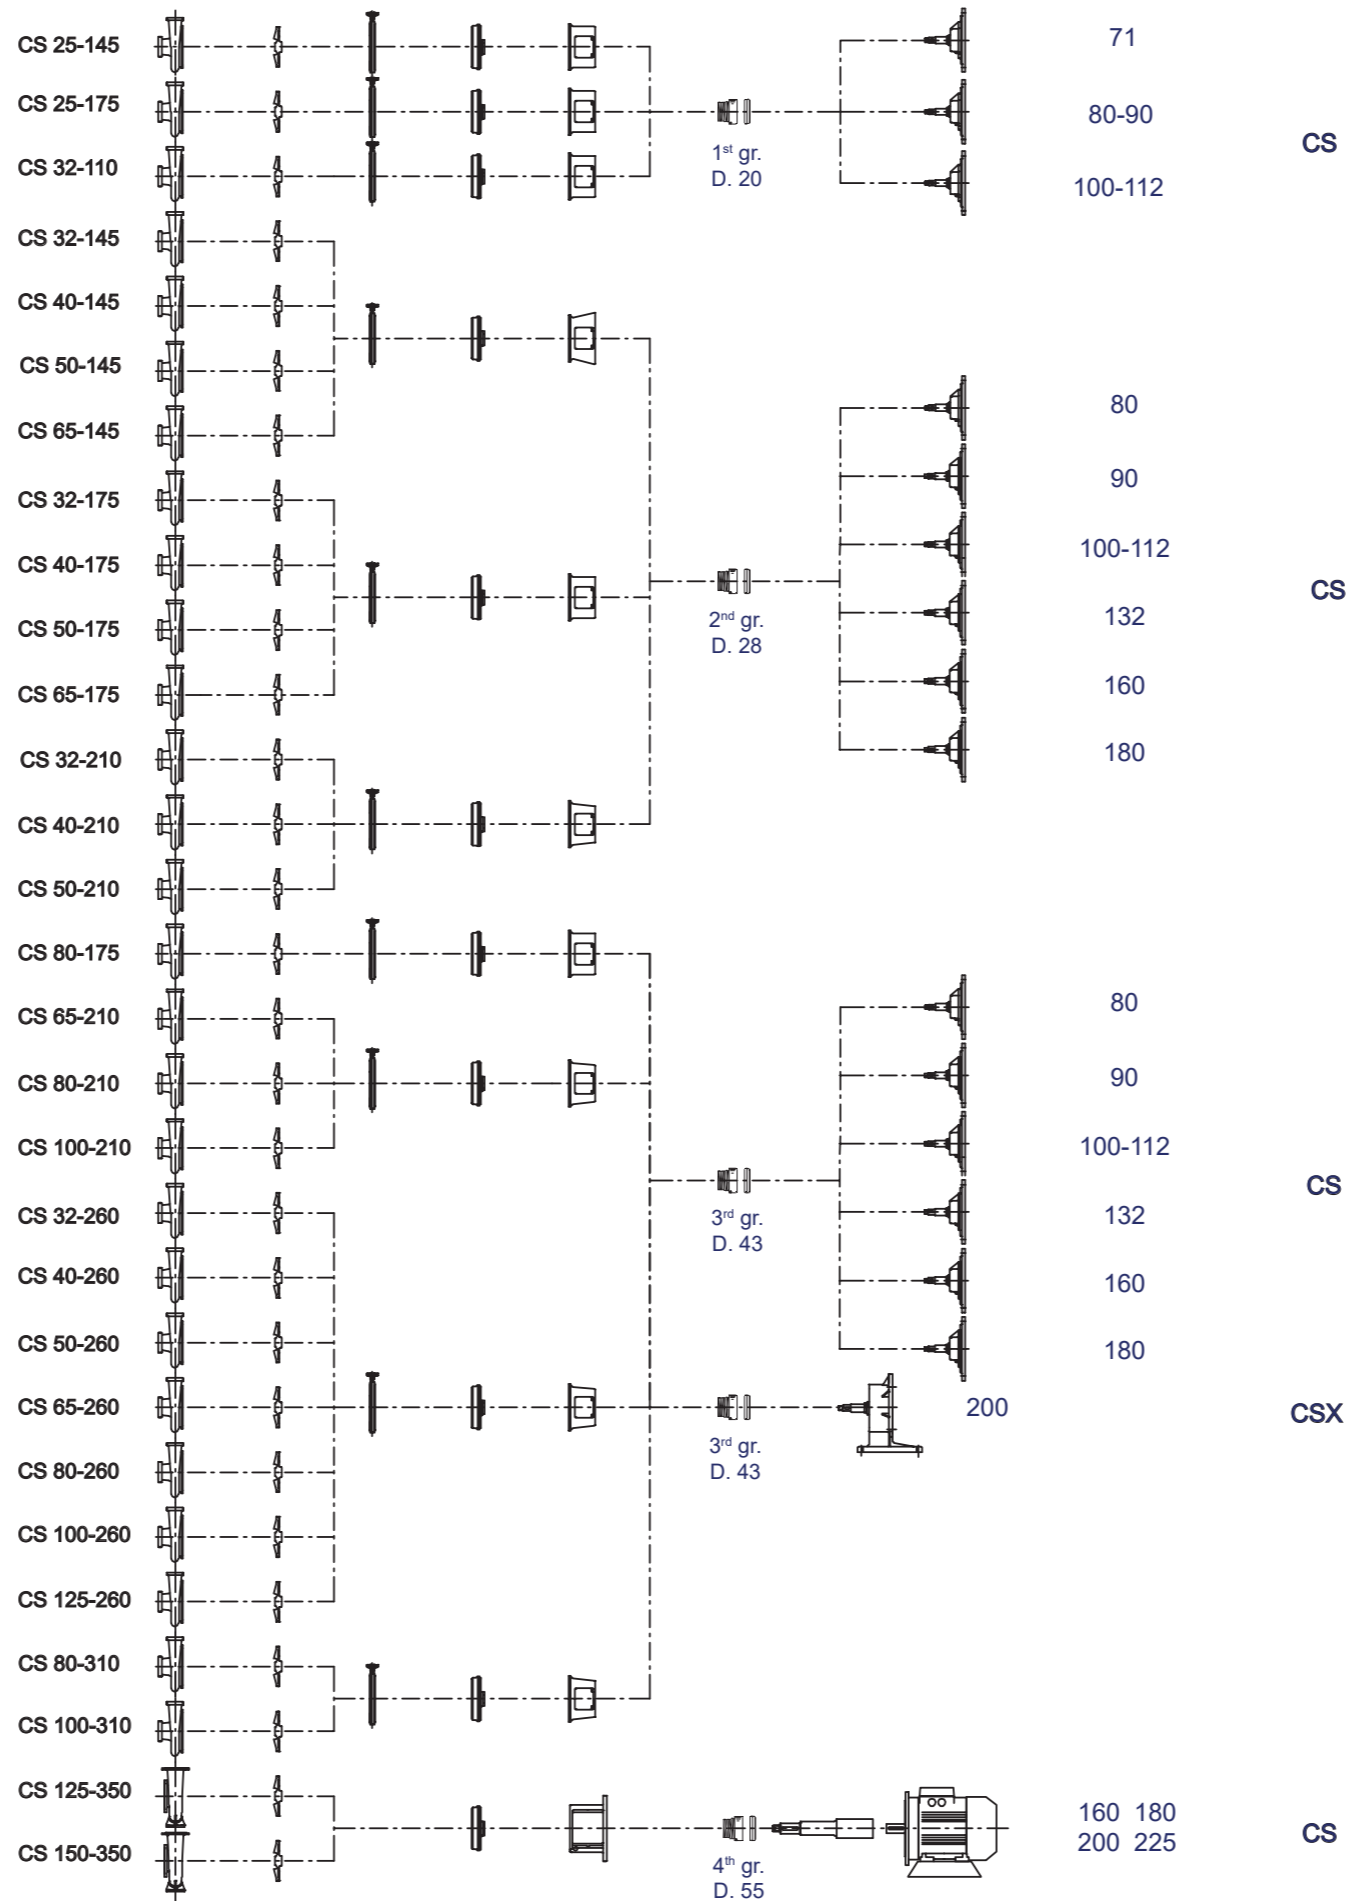 CS 25-145
71
CS 25-175
80-90
CS
1st gr.
D. 20
CS 32-110
100-112
CS 32-145
CS 40-145
CS 50-145
80
CS 65-145
90
CS 32-175
CS 40-175
100-112
2nd gr.
D. 28
CS
CS 50-175
132
CS 65-175
160
CS 32-210
180
CS 40-210
CS 50-210
CS 80-175
CS 65-210
80
CS 80-210
90
CS 100-210
100-112
CS
CS 32-260
3rd gr.
D. 43
132
CS 40-260
160
CS 50-260
180
CS 65-260
200
CSX
3rd gr.
D. 43
CS 80-260
CS 100-260
CS 125-260
CS 80-310
CS 100-310
CS 125-350
160 180
200 225
CS
CS 150-350
4th gr.
D. 55